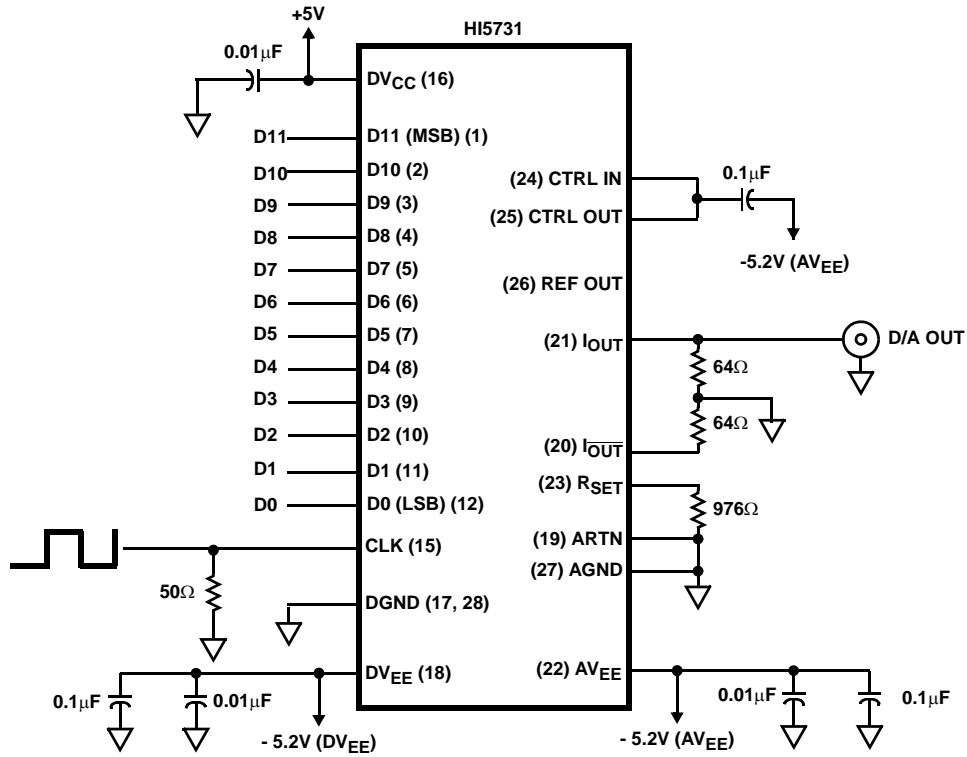 HI5731
+5V
0.01µF
DVCC (16)
D11 D11 (MSB) (1)
D10 D10 (2)
D9 D9 (3)
D8 D8 (4)
D7 D7 (5)
D6 D6 (6)
D5 D5 (7)
D4 D4 (8)
D3 D3 (9)
D2 D2 (10)
D1 D1 (11)
D0 D0 (LSB) (12)
CLK (15)
50Ω
DGND (17, 28)
DVEE (18)
0.1µF
0.01µF
- 5.2V (DVEE)
(24) CTRL IN
0.1µF
(25) CTRL OUT
-5.2V (AVEE)
(26) REF OUT
(21) IOUT
D/A OUT
64Ω
64Ω
(20) I̅O̅U̅T̅
(23) RSET
976Ω
(19) ARTN
(27) AGND
(22) AVEE
0.01µF
0.1µF
- 5.2V (AVEE)